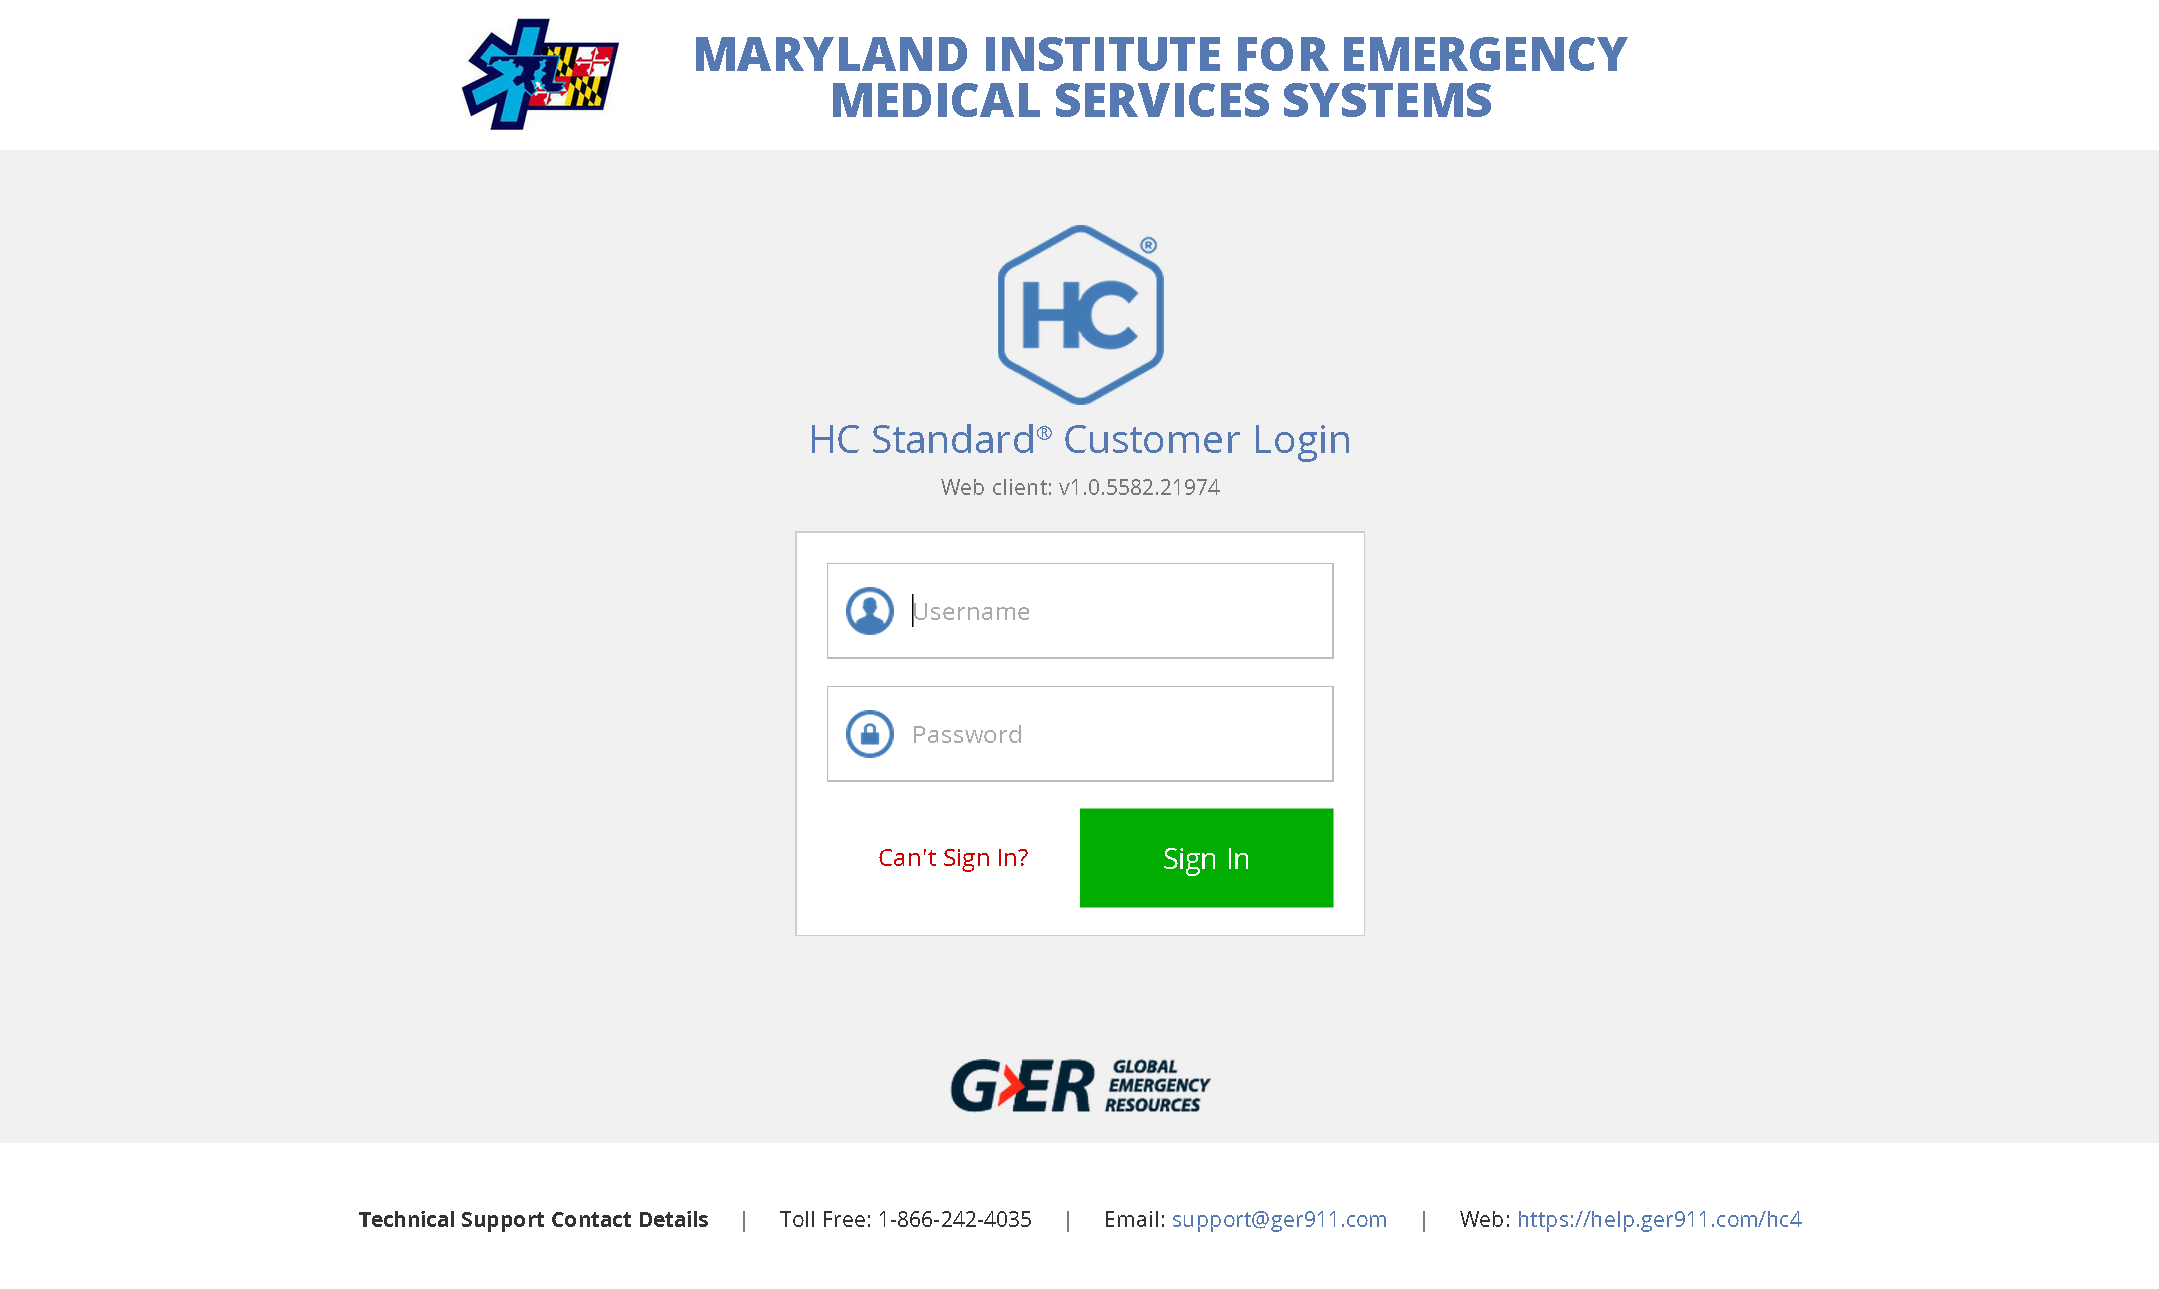 MARYLAND INSTITUTE FOR EMERGENCY
MEDICAL SERVICES SYSTEMS
HC®
HC Standard® Customer Login
Web client: v1.0.5582.21974
Username
Password
Can't Sign In?
Sign In
GER
GLOBAL
EMERGENCY
RESOURCES
Technical Support Contact Details | Toll Free: 1-866-242-4035 | Email: support@ger911.com | Web: https://help.ger911.com/hc4